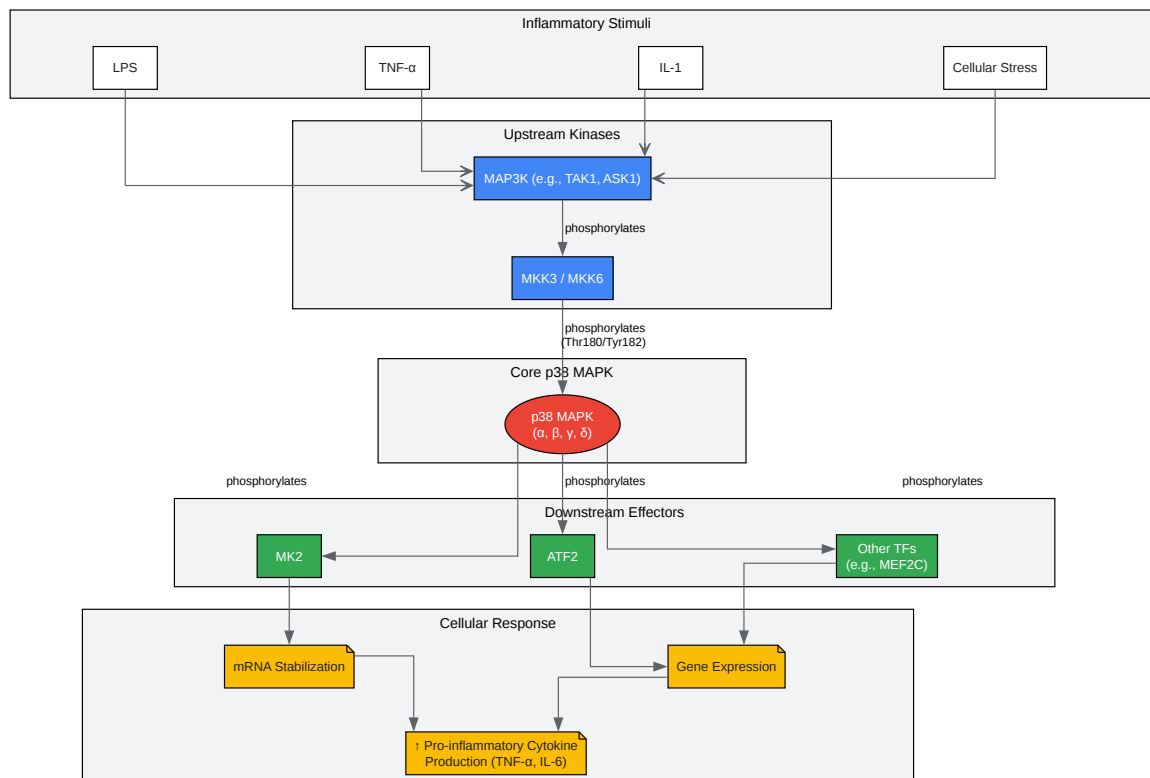 Inflammatory Stimuli
LPS
TNF-α
IL-1
Cellular Stress
Upstream Kinases
MAP3K (e.g., TAK1, ASK1)
phosphorylates
MKK3 / MKK6
phosphorylates
(Thr180/Tyr182)
Core p38 MAPK
p38 MAPK
(α, β, γ, δ)
phosphorylates
phosphorylates
phosphorylates
Downstream Effectors
MK2
ATF2
Other TFs
(e.g., MEF2C)
Cellular Response
mRNA Stabilization
Gene Expression
↑ Pro-inflammatory Cytokine
Production (TNF-α, IL-6)